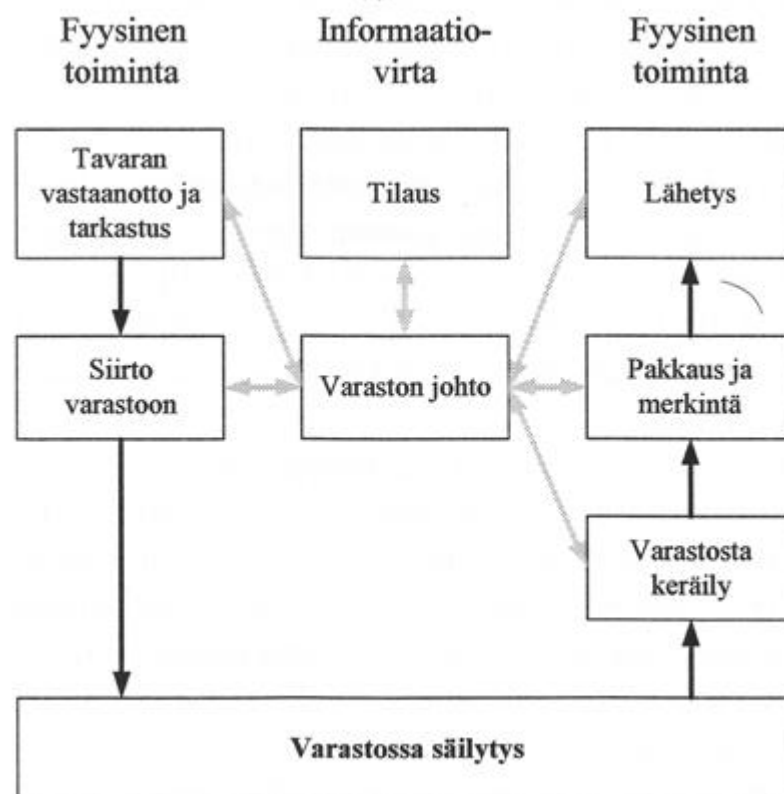 Fyysinen
toiminta
Informaatio-
virta
Fyysinen
toiminta
Tavaran
vastaanotto ja
tarkastus
Tilaus
Lähetys
Siirto
varastoon
Varaston johto
Pakkaus ja
merkintä
Varastosta
keräily
Varastossa säilytys